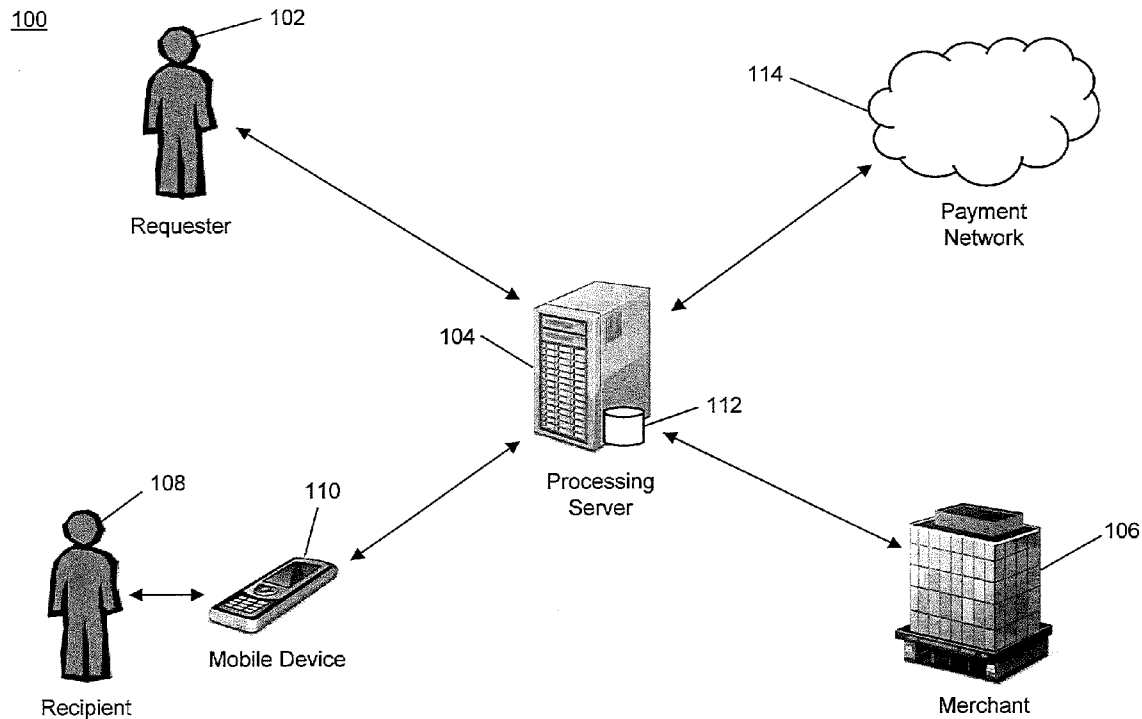 100
102
114
Requester
Payment
Network
104
112
Processing
Server
108
110
106
Mobile Device
Recipient
Merchant